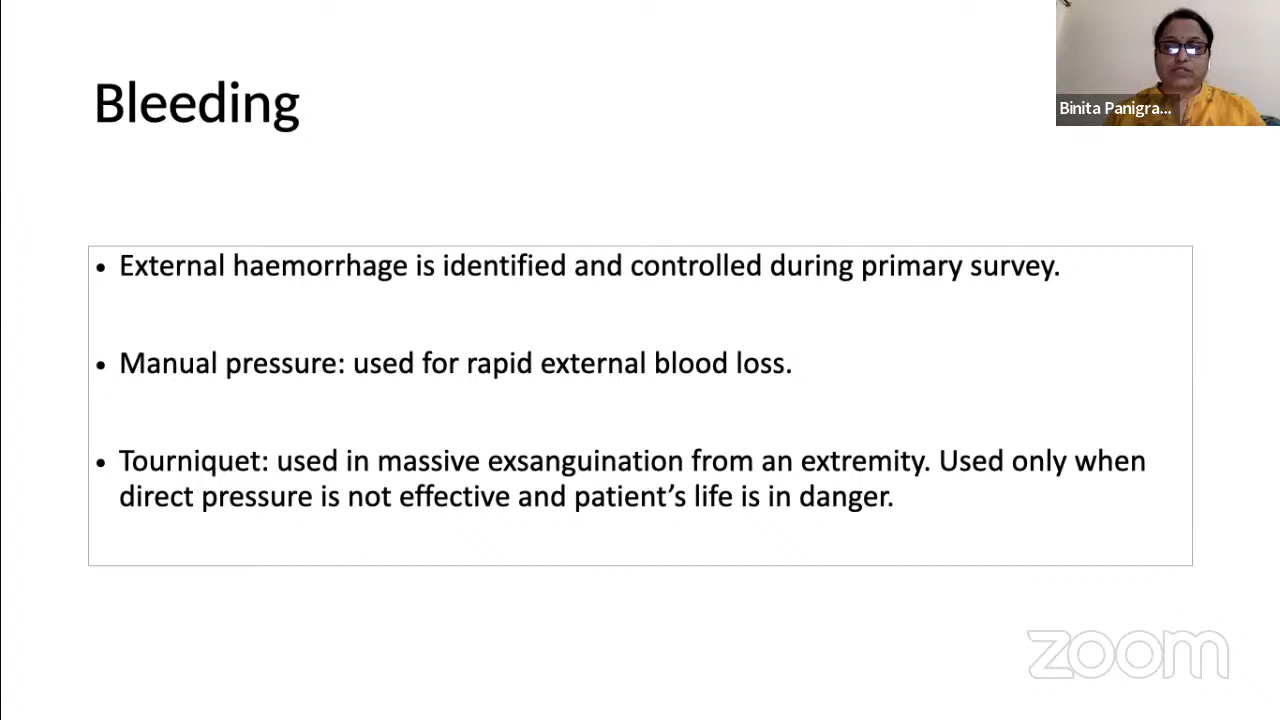 Bleeding
Binita Panigra...
• External haemorrhage is identified and controlled during primary survey.
• Manual pressure: used for rapid external blood loss.
• Tourniquet: used in massive exsanguination from an extremity. Used only when
direct pressure is not effective and patient’s life is in danger.
zoom